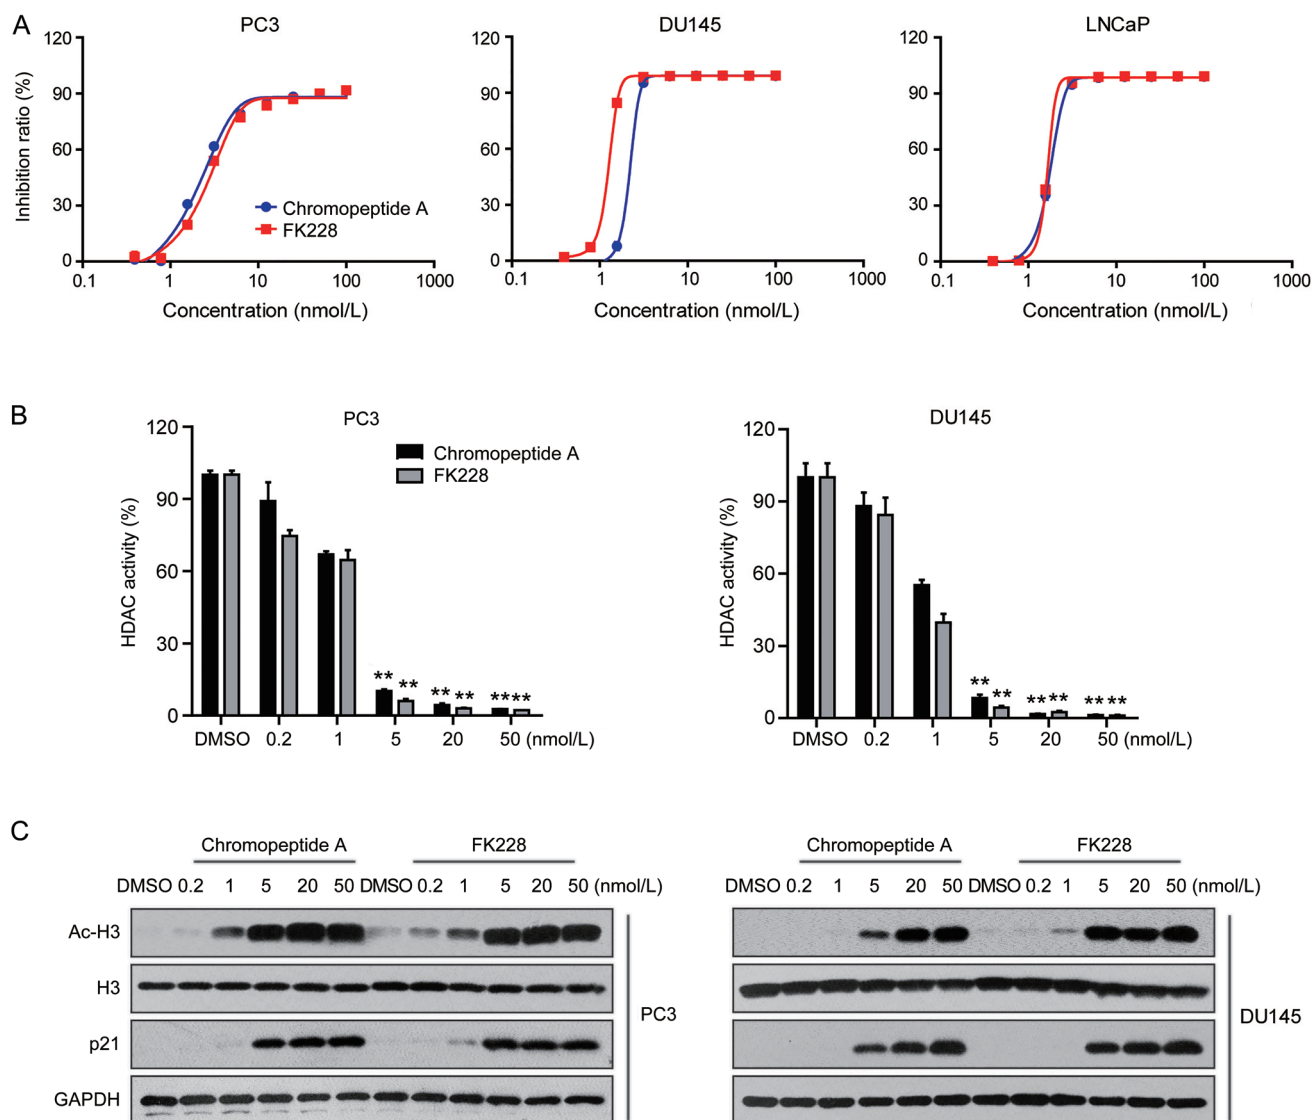 A
PC3
DU145
LNCaP
Inhibition ratio (%)
120
90
60
30
0
0.1 1 10 100 1000
Concentration (nmol/L)
Chromopeptide A
FK228
120
90
60
30
0
0.1 1 10 100 1000
Concentration (nmol/L)
120
90
60
30
0
0.1 1 10 100 1000
Concentration (nmol/L)
B
PC3
HDAC activity (%)
120
90
60
30
0
Chromopeptide A
FK228
** ** ** ** ** **
DMSO 0.2 1 5 20 50 (nmol/L)
DU145
HDAC activity (%)
120
90
60
30
0
** ** ** ** ** **
DMSO 0.2 1 5 20 50 (nmol/L)
C
Chromopeptide A FK228
DMSO 0.2 1 5 20 50 DMSO 0.2 1 5 20 50 (nmol/L)
Ac-H3
H3
p21
GAPDH
PC3
Chromopeptide A FK228
DMSO 0.2 1 5 20 50 DMSO 0.2 1 5 20 50 (nmol/L)
DU145